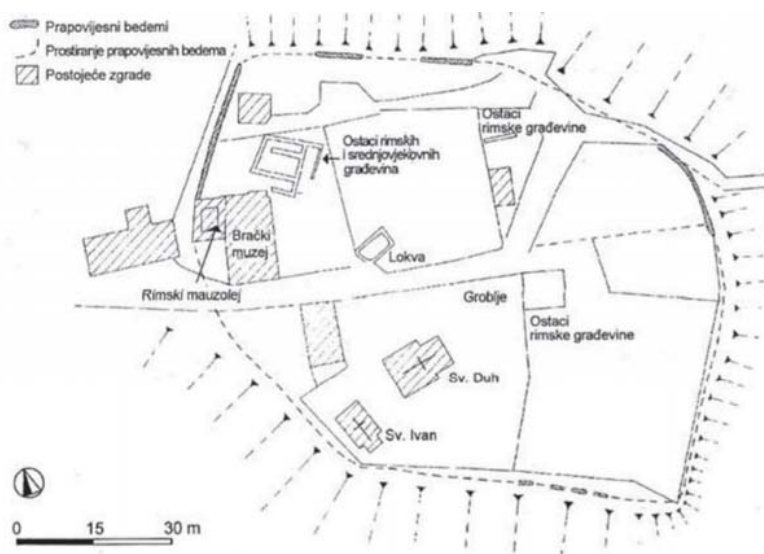 Prapovijesni bedemi
Prostiranje prapovijesnih bedema
Postojeće zgrade
Ostaci
rimske građevine
Ostaci rimskih
i srednjovjekovnih
građevina
Brački
muzej
Lokva
Rimski mauzolej
Groblje
Ostaci
rimske građevine
Sv. Duh
Sv. Ivan
0 15 30 m